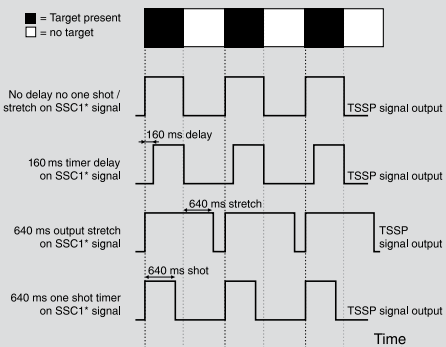 = Target present
= no target
No delay no one shot /
stretch on SSC1* signal
TSSP signal output
160 ms delay
160 ms timer delay
on SSC1* signal
TSSP signal output
640 ms stretch
640 ms output stretch
on SSC1* signal
TSSP
signal output
640 ms shot
640 ms one shot timer
on SSC1* signal
TSSP signal output
Time